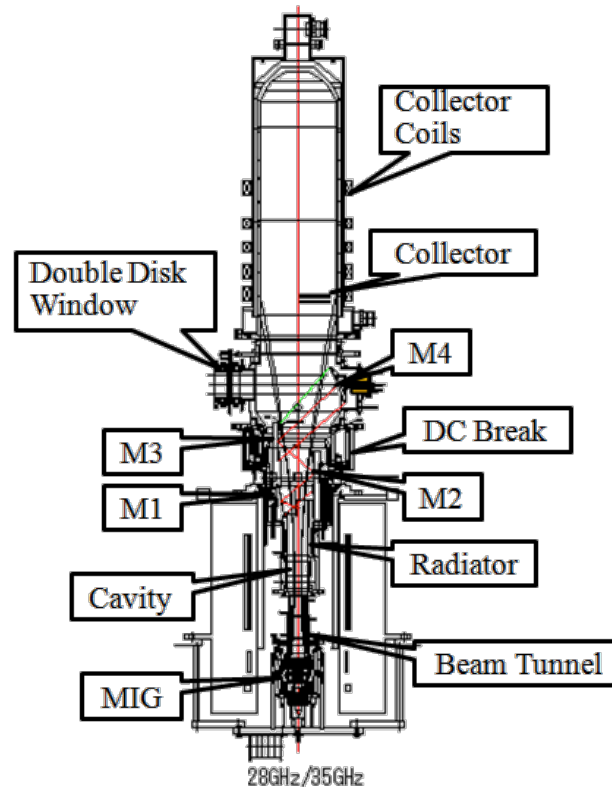 Collector
Coils
Collector
Double Disk
Window
M4
DC Break
M3
M2
M1
Radiator
Cavity
Beam Tunnel
MIG
28GHz/35GHz